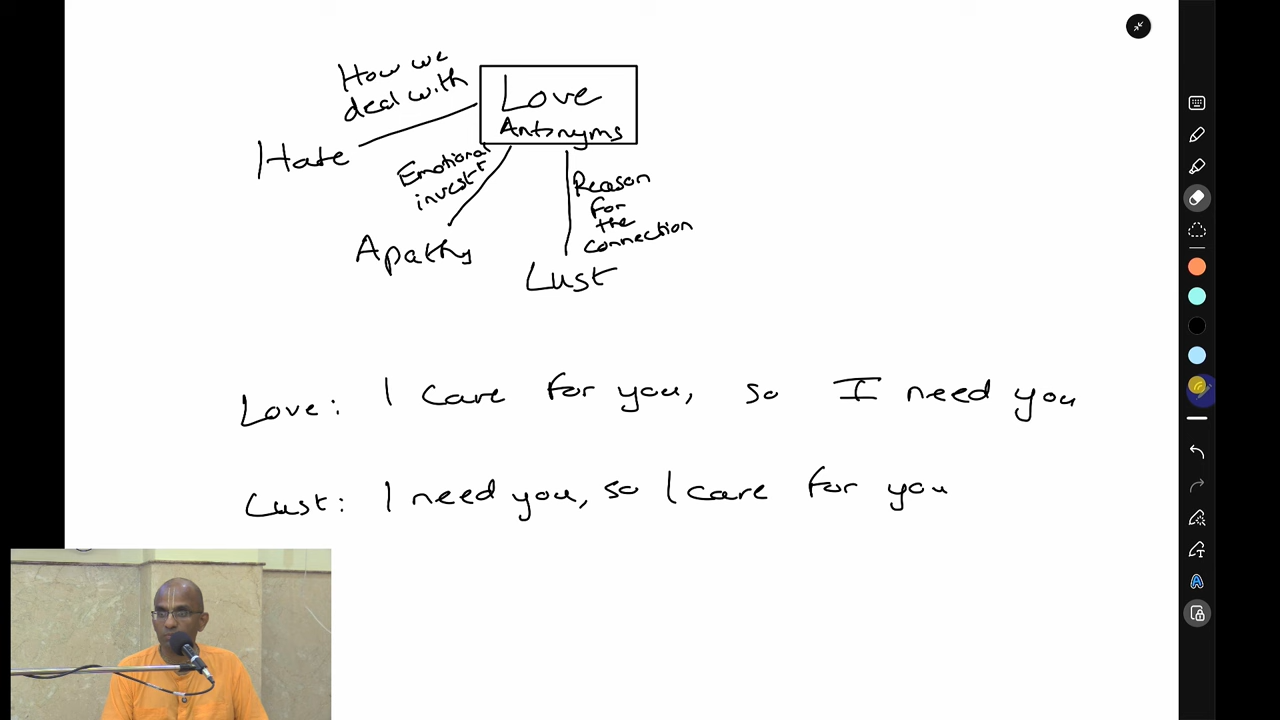 How we
deal with
Love
Antonyms
Hate
Emotional
invest-t
Reason
for
the
connection
Apathy
Lust
Love: I care for you, so I need you
Lust: I need you, so I care for you